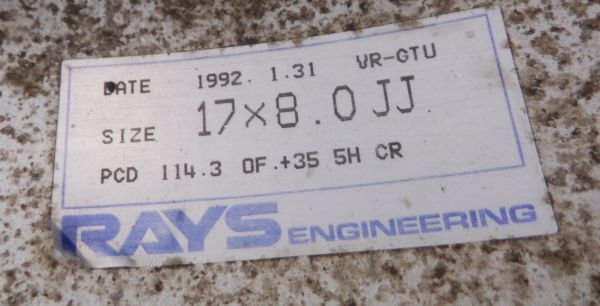 DATE 1992. 1.31 VR-GTU
SIZE 17×8.0JJ
PCD 114.3 OF.+35 5H CR
RAYS ENGINEERING